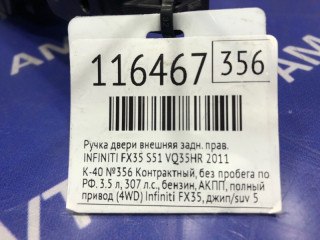 116467 356
Ручка двери внешняя задн. прав.
INFINITI FX35 S51 VQ35HR 2011
К-40 №356 Контрактный, без пробега по
РФ. 3.5 л, 307 л.с., бензин, АКПП, полный
привод (4WD) Infiniti FX35, джип/suv 5